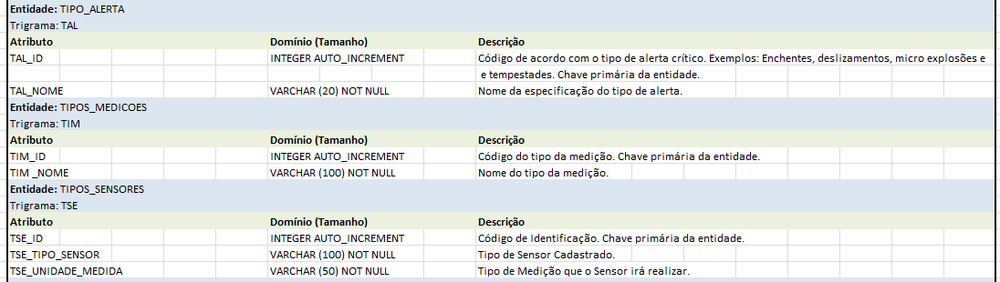 Entidade: TIPO_ALERTA
Trigrama: TAL
Atributo Domínio (Tamanho) Descrição
TAL_ID INTEGER AUTO_INCREMENT Código de acordo com o tipo de alerta crítico. Exemplos: Enchentes, deslizamentos, micro explosões e
e tempestades. Chave primária da entidade.
TAL_NOME VARCHAR (20) NOT NULL Nome da especificação do tipo de alerta.
Entidade: TIPOS_MEDICOES
Trigrama: TIM
Atributo Domínio (Tamanho) Descrição
TIM_ID INTEGER AUTO_INCREMENT Código do tipo da medição. Chave primária da entidade.
TIM _NOME VARCHAR (100) NOT NULL Nome do tipo da medição.
Entidade: TIPOS_SENSORES
Trigrama: TSE
Atributo Domínio (Tamanho) Descrição
TSE_ID INTEGER AUTO_INCREMENT Código de Identificação. Chave primária da entidade.
TSE_TIPO_SENSOR VARCHAR (100) NOT NULL Tipo de Sensor Cadastrado.
TSE_UNIDADE_MEDIDA VARCHAR (50) NOT NULL Tipo de Medição que o Sensor irá realizar.